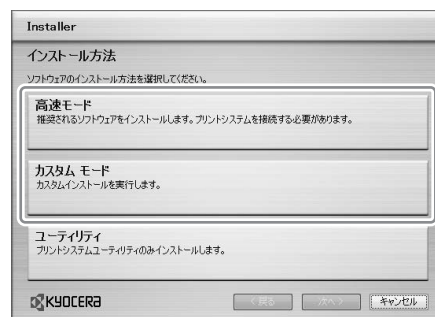 Installer
インストール方法
ソフトウェアのインストール方法を選択してください。
高速モード
推奨されるソフトウェアをインストールします。プリントシステムを接続する必要があります。
カスタム モード
カスタムインストールを実行します。
ユーティリティ
プリントシステムユーティリティのみインストールします。
KYOCERA
< 戻る
次へ >
キャンセル